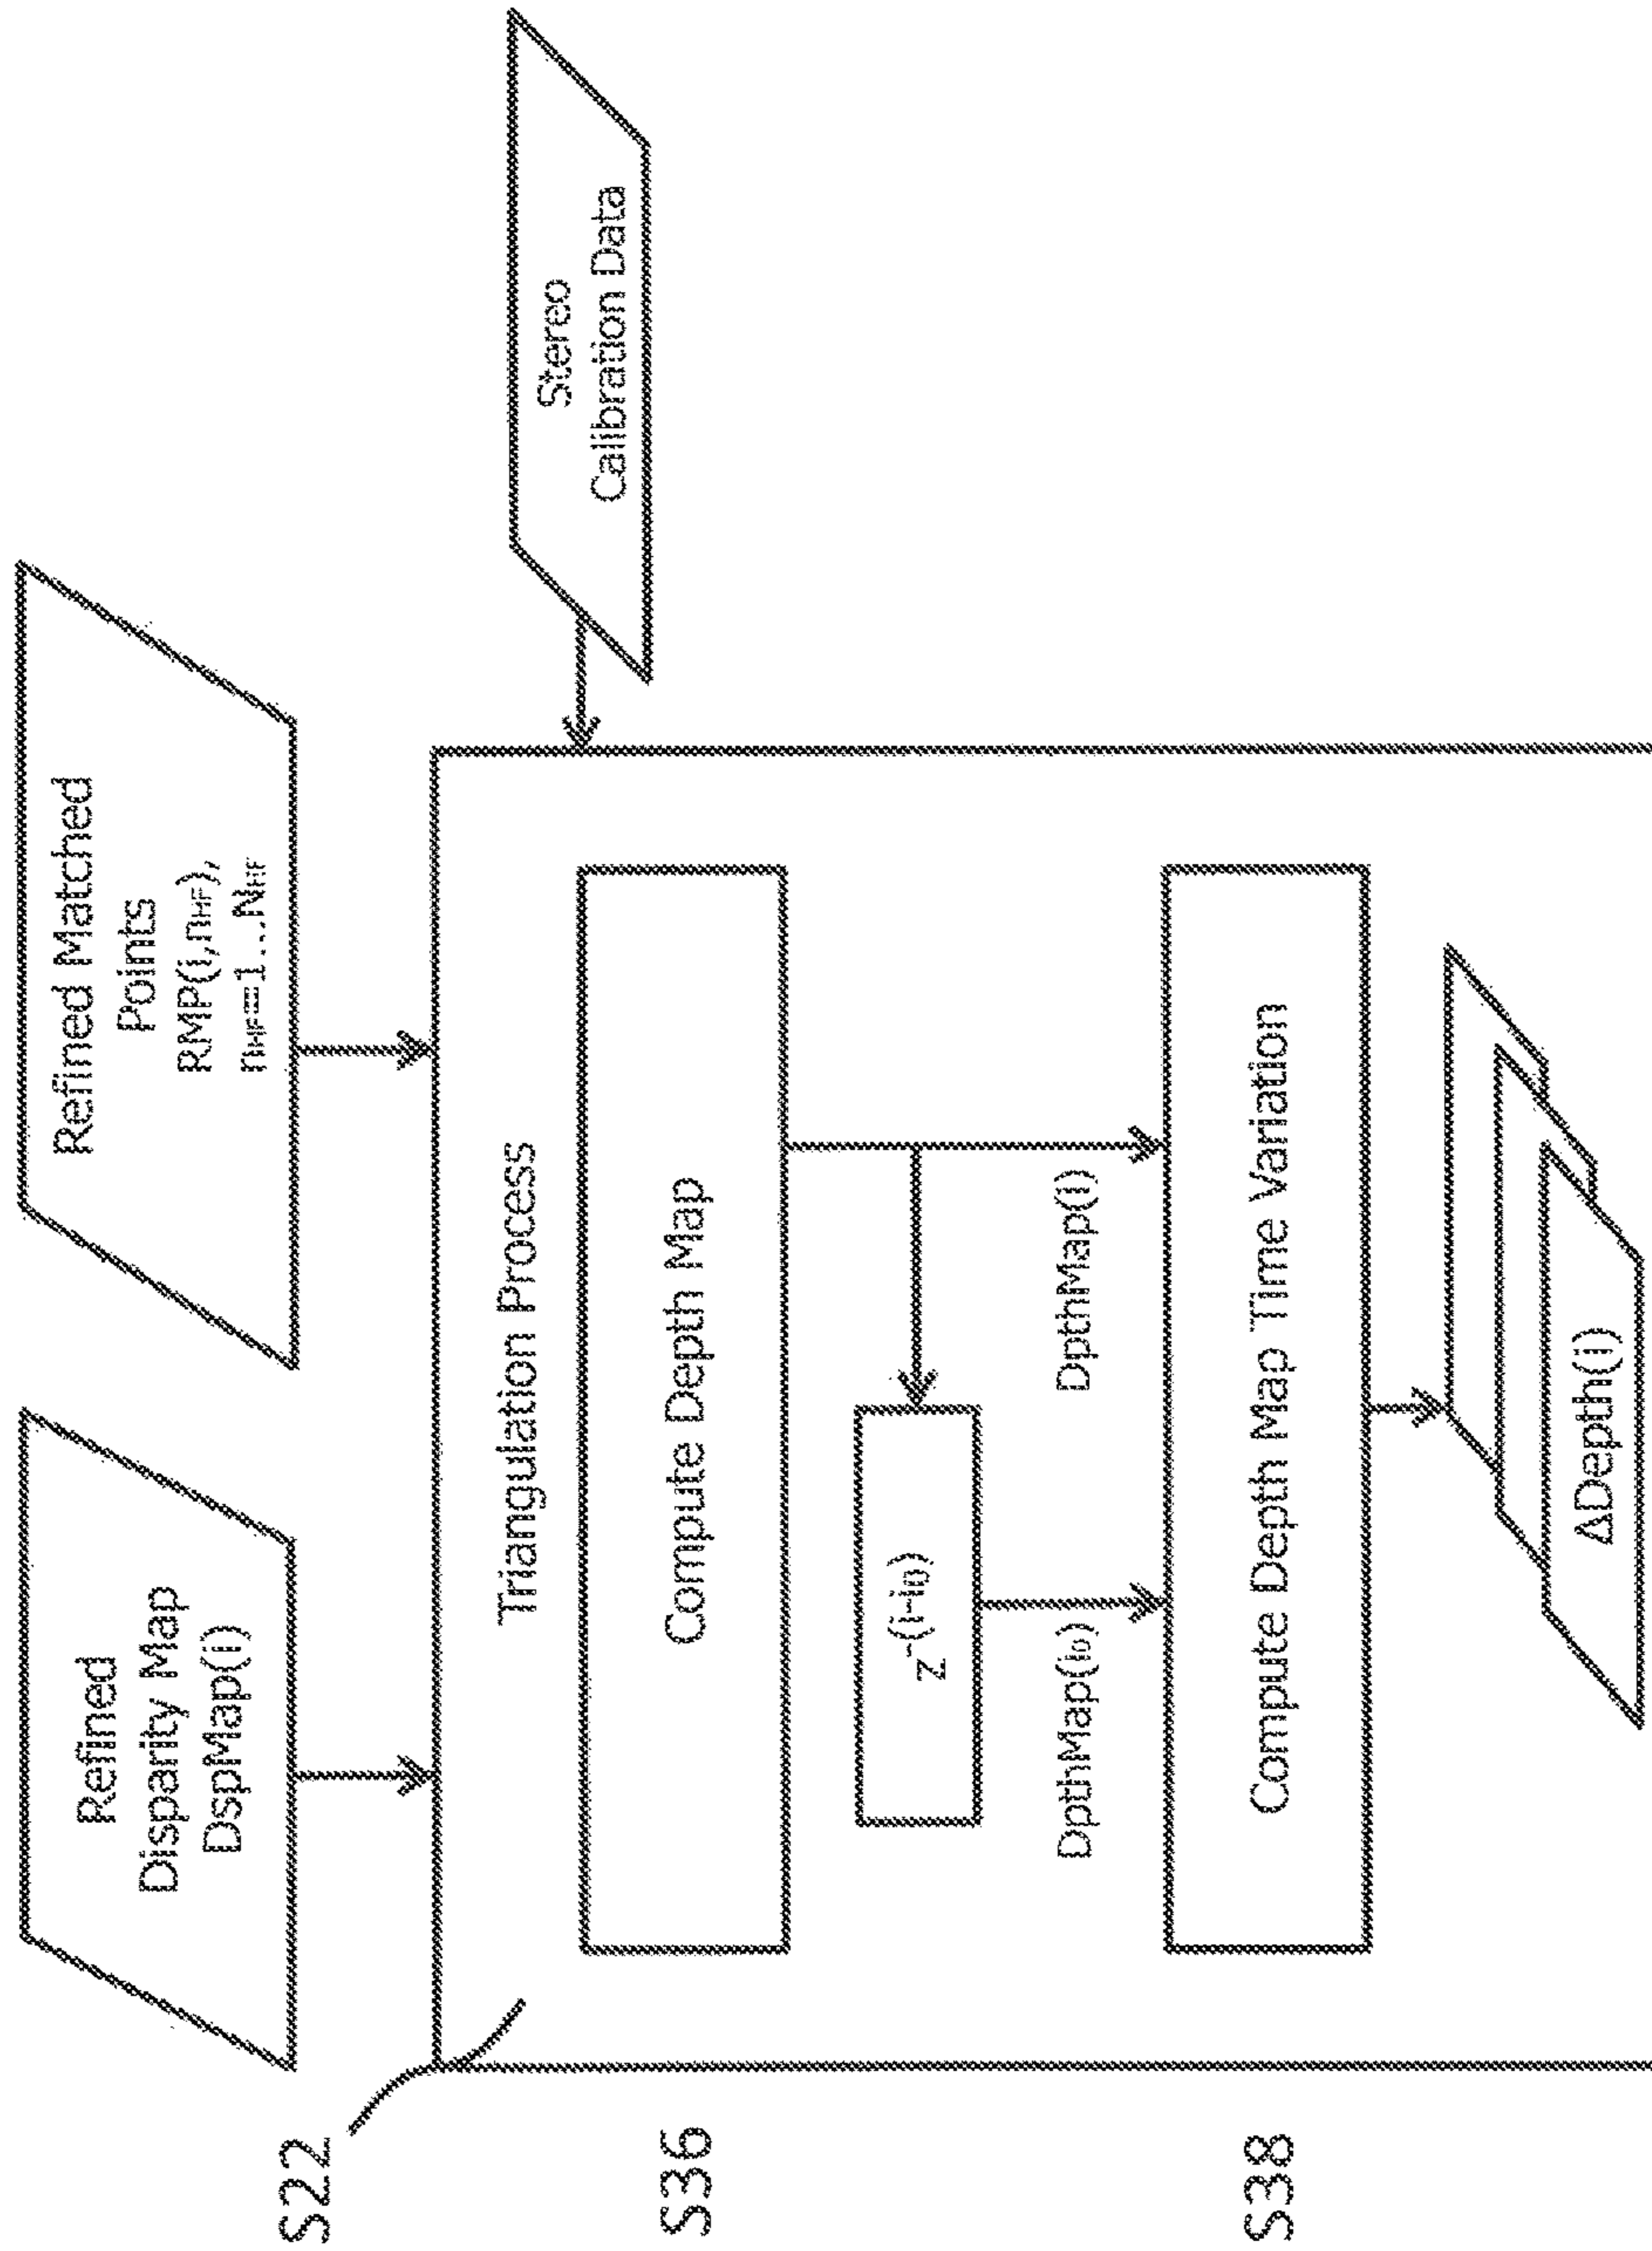 Refined
Disparity Map
DspMap(i)
Refined Matched
Points
RMP(i,nHF),
nHF=1...NHF
S22
Triangulation Process
Stereo
Calibration Data
S36
Compute Depth Map
z⁻(i-i₀)
DpthMap(i₀)
DpthMap(i)
S38
Compute Depth Map Time Variation
ΔDepth(i)